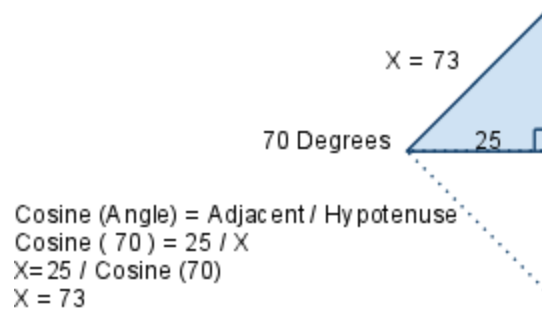 X = 73
70 Degrees
25
Cosine (Angle) = Adjacent / Hypotenuse
Cosine ( 70 ) = 25 / X
X=25 / Cosine (70)
X = 73